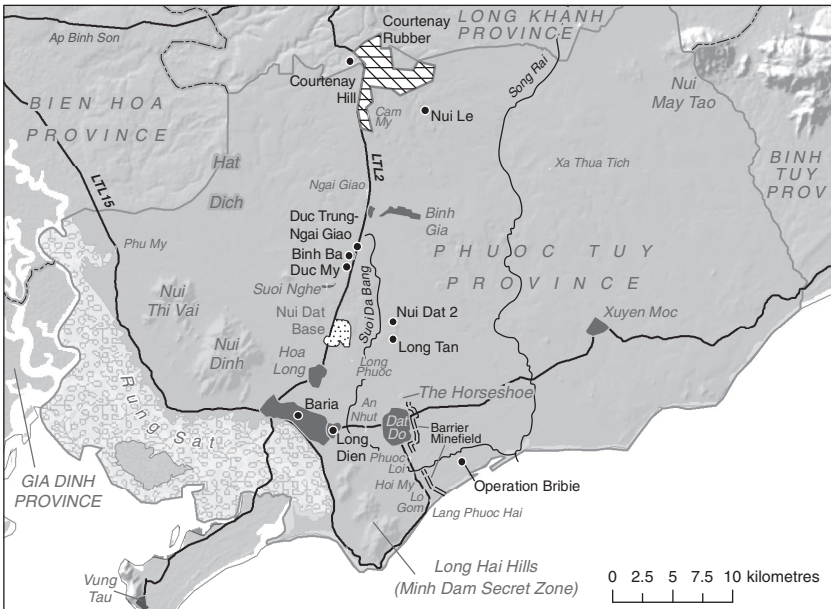 Ap Binh Son
BIEN HOA
PROVINCE
Courtenay
Rubber
LONG KHANH
PROVINCE
Courtenay
Hill
Cam
My
Nui Le
Song Rai
Nui
May Tao
Xa Thua Tich
BINH
TUY
PROV
LTL15
Hat
Dich
LTL2
Ngai Giao
Binh
Gia
Duc Trung-
Ngai Giao
Binh Ba
Duc My
Phu My
PHUOC TUY
PROVINCE
Suoi Nghe
Nui
Thi Vai
Nui Dat
Base
Suoi Da Bang
Nui Dat 2
Long Tan
Xuyen Moc
Nui
Dinh
Hoa
Long
Long
Phuoc
The Horseshoe
Rung Sat
Baria
An
Nhut
Dat
Do
Barrier
Minefield
Long
Dien
Phuoc
Loi
Hoi My
Lo
Gom
Operation Bribie
Lang Phuoc Hai
GIA DINH
PROVINCE
Long Hai Hills
(Minh Dam Secret Zone)
Vung
Tau
0 2.5 5 7.5 10 kilometres